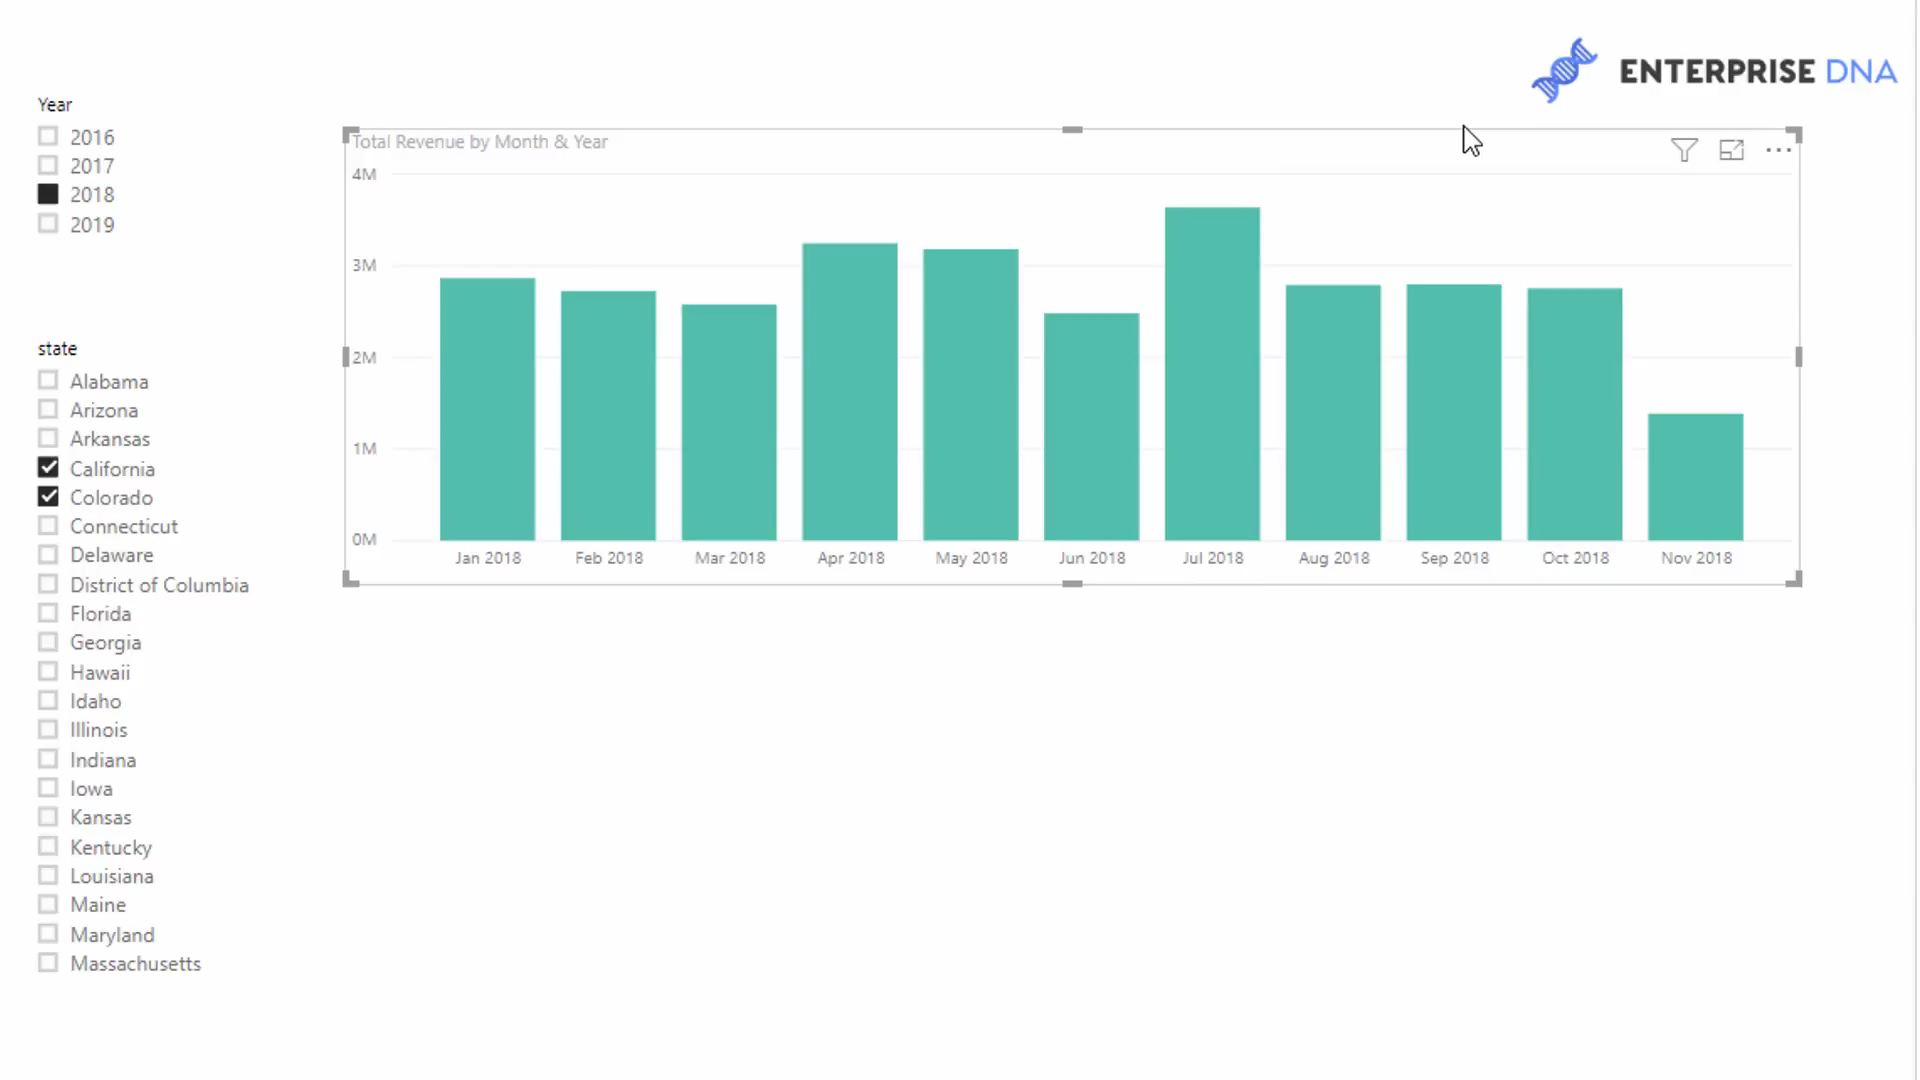 ENTERPRISE DNA
Year
2016
2017
2018
2019
state
Alabama
Arizona
Arkansas
California
Colorado
Connecticut
Delaware
District of Columbia
Florida
Georgia
Hawaii
Idaho
Illinois
Indiana
Iowa
Kansas
Kentucky
Louisiana
Maine
Maryland
Massachusetts
Total Revenue by Month & Year
4M
3M
2M
1M
0M
Jan 2018 Feb 2018 Mar 2018 Apr 2018 May 2018 Jun 2018 Jul 2018 Aug 2018 Sep 2018 Oct 2018 Nov 2018